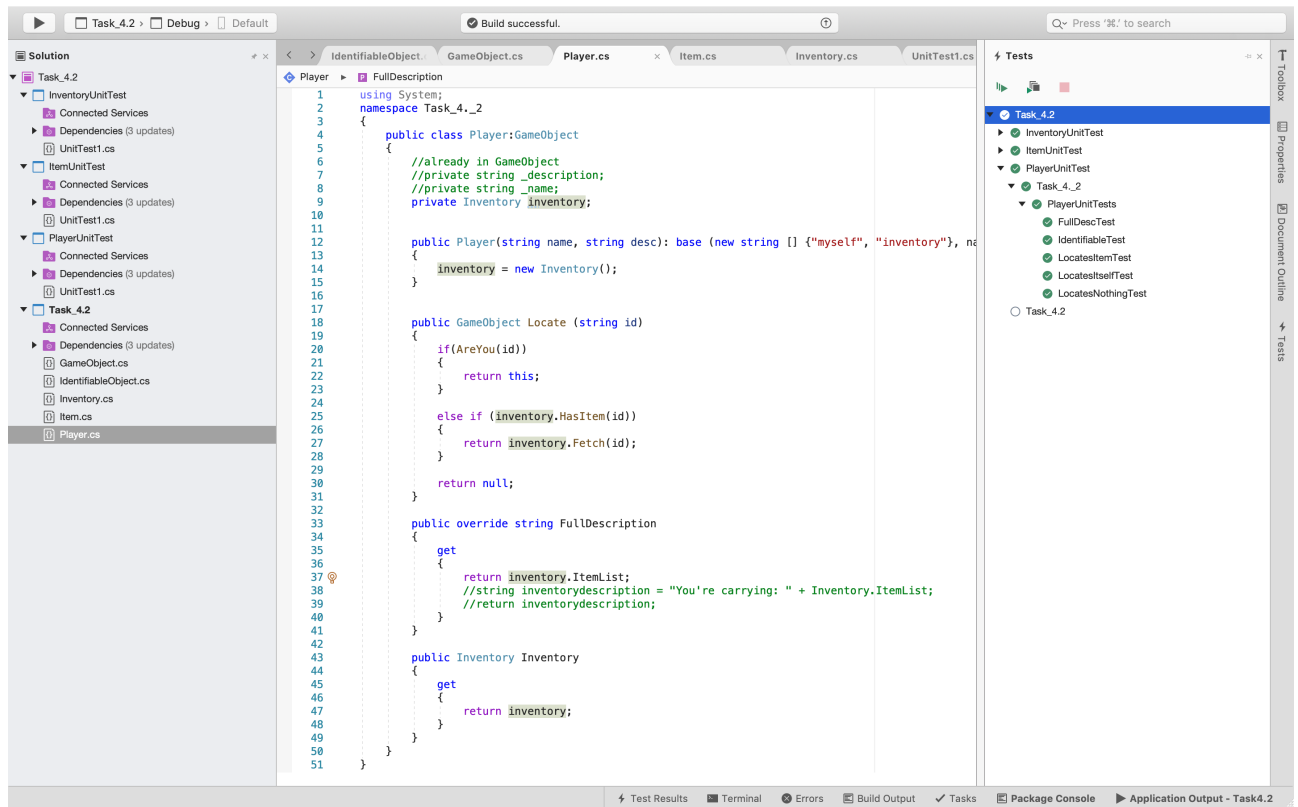 Task_4.2 › Debug › Default
Build successful.
Press '⌘.' to search
Solution
Task_4.2
InventoryUnitTest
Connected Services
Dependencies (3 updates)
UnitTest1.cs
ItemUnitTest
Connected Services
Dependencies (3 updates)
UnitTest1.cs
PlayerUnitTest
Connected Services
Dependencies (3 updates)
UnitTest1.cs
Task_4.2
Connected Services
Dependencies (3 updates)
GameObject.cs
IdentifiableObject.cs
Inventory.cs
Item.cs
Player.cs
IdentifiableObject. GameObject.cs Player.cs × Item.cs Inventory.cs UnitTest1.cs
Player ▸ P FullDescription
1 using System;
2 namespace Task_4._2
3 {
4 public class Player:GameObject
5 {
6 //already in GameObject
7 //private string _description;
8 //private string _name;
9 private Inventory inventory;
10
11
12 public Player(string name, string desc): base (new string [] {"myself", "inventory"}, na
13 {
14 inventory = new Inventory();
15 }
16
17
18 public GameObject Locate (string id)
19 {
20 if(AreYou(id))
21 {
22 return this;
23 }
24
25 else if (inventory.HasItem(id))
26 {
27 return inventory.Fetch(id);
28 }
29
30 return null;
31 }
32
33 public override string FullDescription
34 {
35 get
36 {
37 return inventory.ItemList;
38 //string inventorydescription = "You're carrying: " + Inventory.ItemList;
39 //return inventorydescription;
40 }
41 }
42
43 public Inventory Inventory
44 {
45 get
46 {
47 return inventory;
48 }
49 }
50 }
51 }
Tests
Task_4.2
InventoryUnitTest
ItemUnitTest
PlayerUnitTest
Task_4._2
PlayerUnitTests
FullDescTest
IdentifiableTest
LocatesItemTest
LocatesItselfTest
LocatesNothingTest
Task_4.2
Toolbox
Properties
Document Outline
Tests
Test Results Terminal Errors Build Output Tasks Package Console Application Output - Task4.2